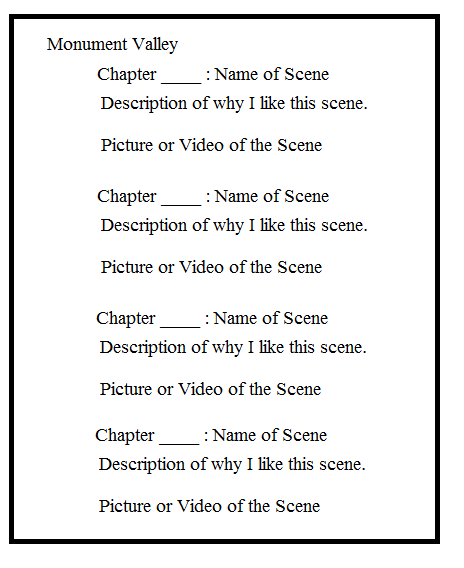 Monument Valley
Chapter ____ : Name of Scene
Description of why I like this scene.
Picture or Video of the Scene
Chapter ____ : Name of Scene
Description of why I like this scene.
Picture or Video of the Scene
Chapter ____ : Name of Scene
Description of why I like this scene.
Picture or Video of the Scene
Chapter ____ : Name of Scene
Description of why I like this scene.
Picture or Video of the Scene